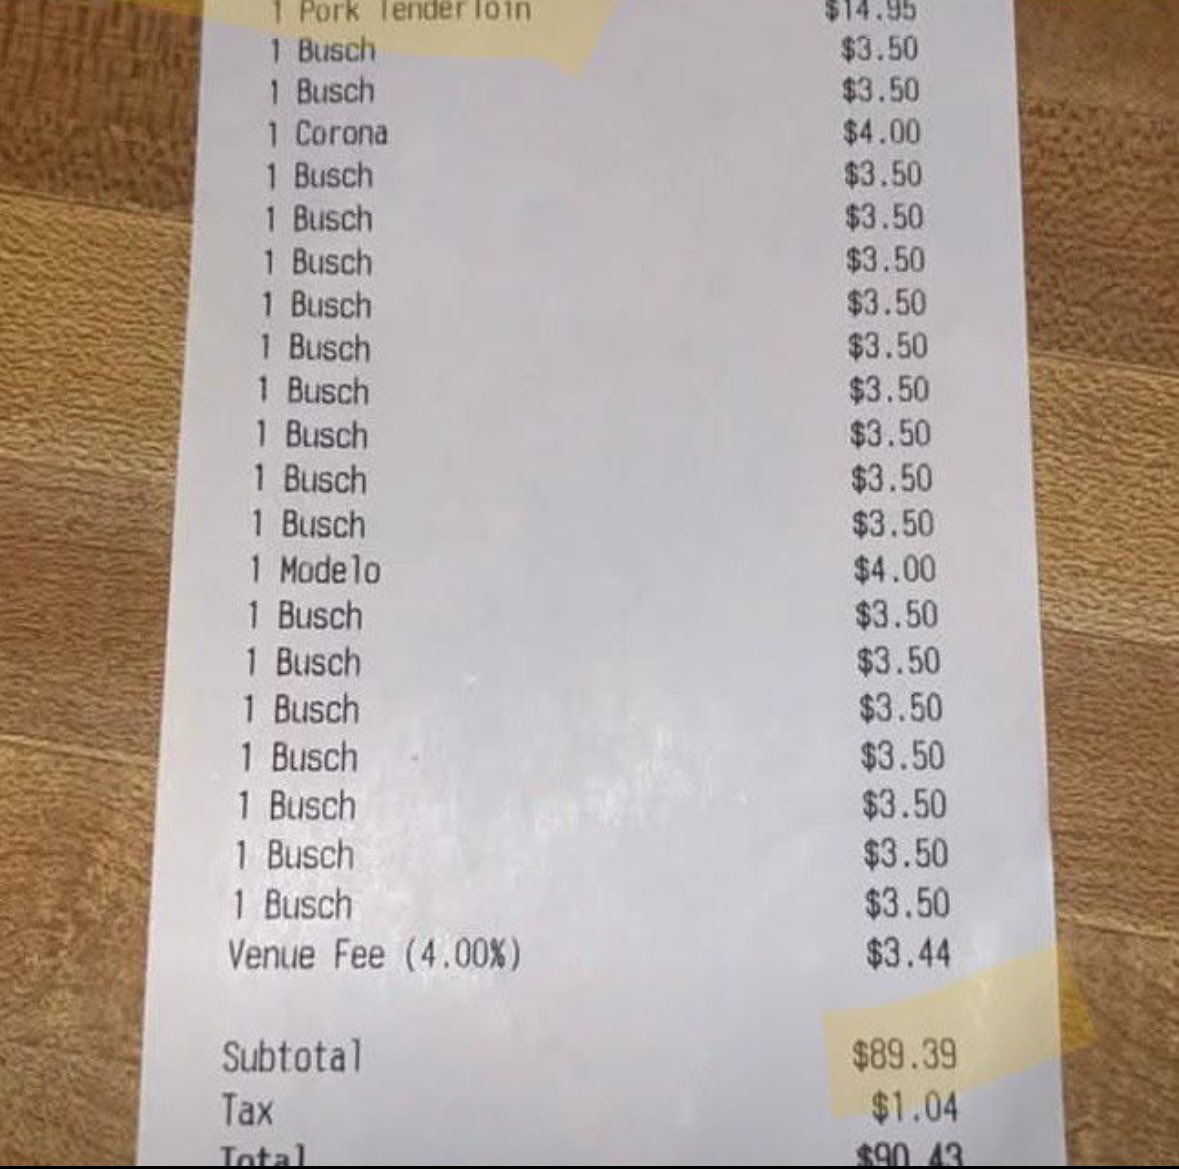 1 Pork Tenderloin $14.95
1 Busch $3.50
1 Busch $3.50
1 Corona $4.00
1 Busch $3.50
1 Busch $3.50
1 Busch $3.50
1 Busch $3.50
1 Busch $3.50
1 Busch $3.50
1 Busch $3.50
1 Busch $3.50
1 Busch $3.50
1 Modelo $4.00
1 Busch $3.50
1 Busch $3.50
1 Busch $3.50
1 Busch $3.50
1 Busch $3.50
1 Busch $3.50
1 Busch $3.50
Venue Fee (4.00%) $3.44
Subtotal $89.39
Tax $1.04
Total $90.43